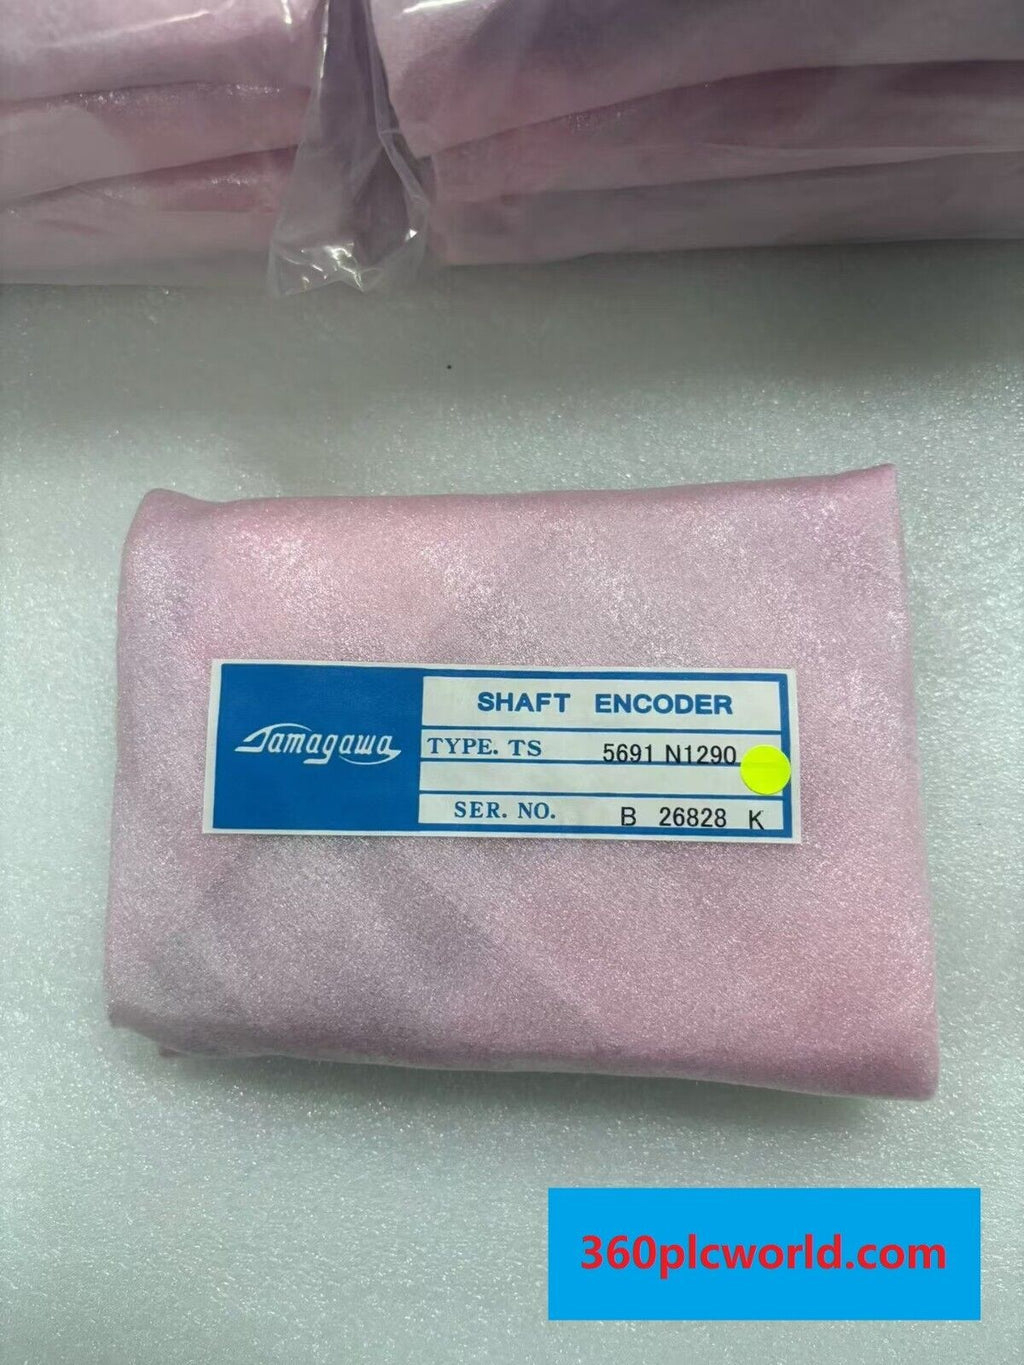 Tamagawa
SHAFT ENCODER
TYPE. TS 5691 N1290
SER. NO. B 26828 K
360plcworld.com